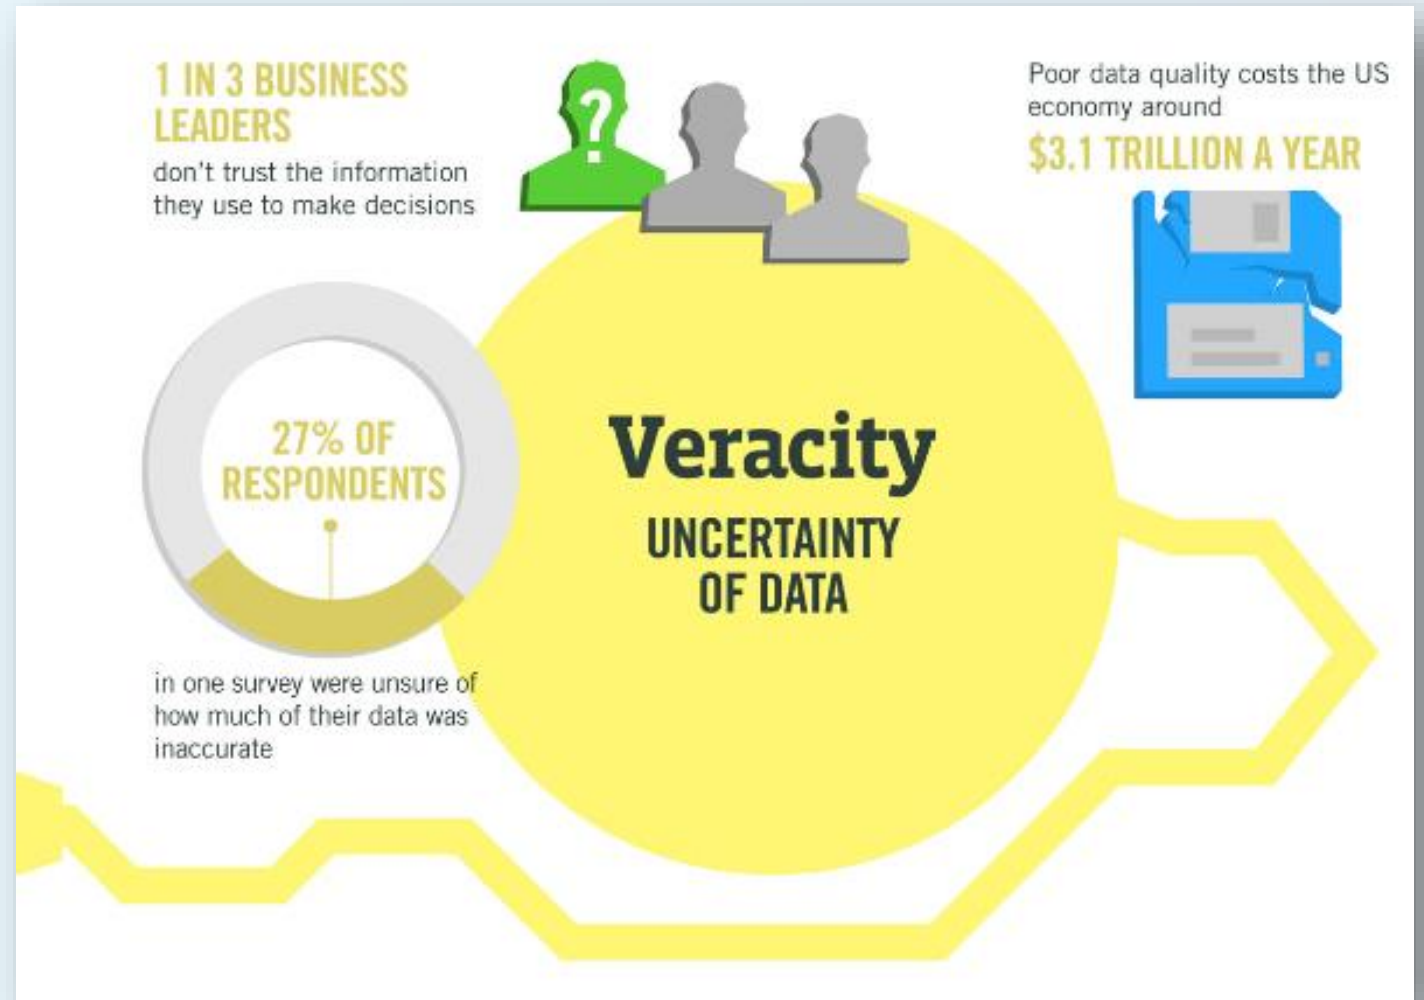 1 IN 3 BUSINESS
LEADERS
don't trust the information
they use to make decisions
?
Poor data quality costs the US
economy around
$3.1 TRILLION A YEAR
27% OF
RESPONDENTS
in one survey were unsure of
how much of their data was
inaccurate
Veracity
UNCERTAINTY
OF DATA